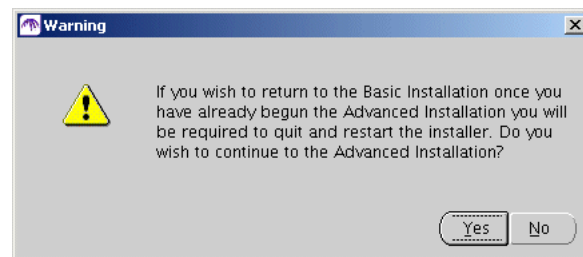 Warning
If you wish to return to the Basic Installation once you
have already begun the Advanced Installation you will
be required to quit and restart the installer. Do you
wish to continue to the Advanced Installation?
Yes No